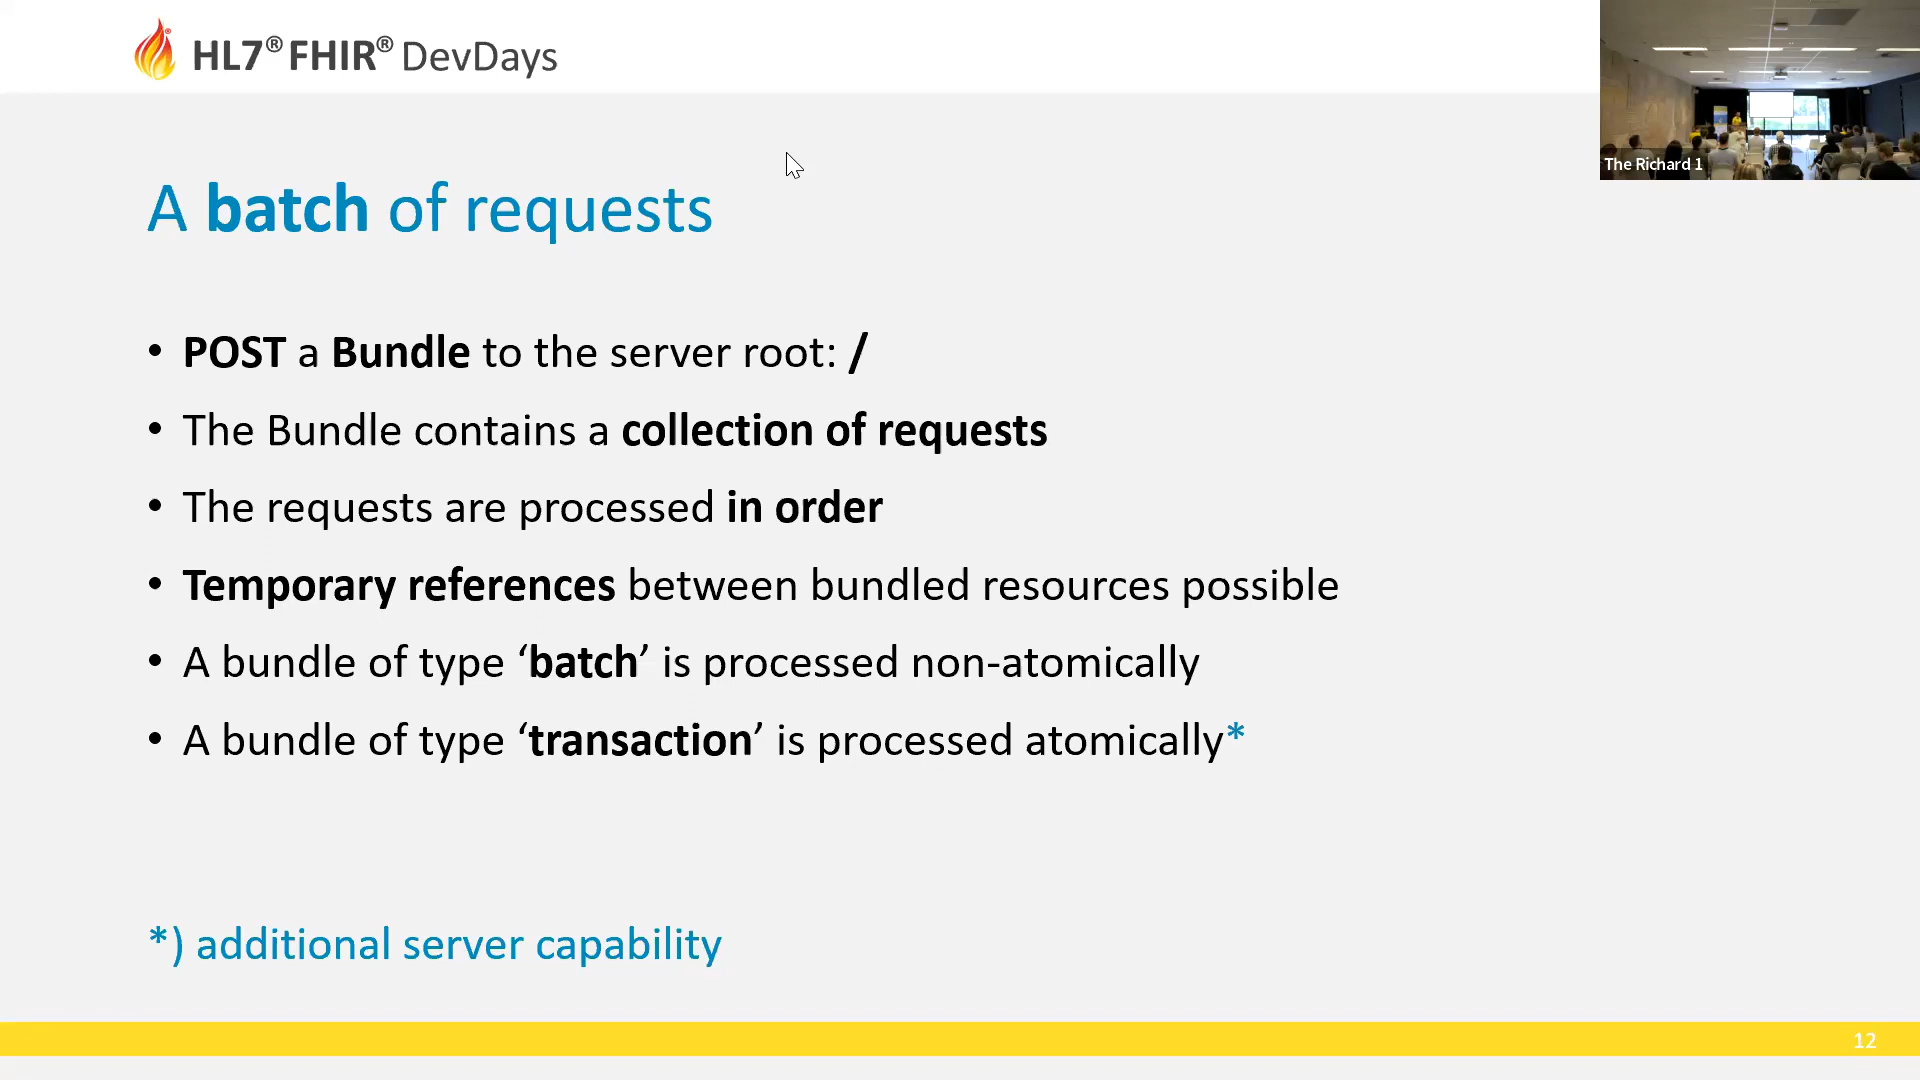 HL7® FHIR® DevDays
The Richard 1
A batch of requests
• POST a Bundle to the server root: /
• The Bundle contains a collection of requests
• The requests are processed in order
• Temporary references between bundled resources possible
• A bundle of type ‘batch’ is processed non-atomically
• A bundle of type ‘transaction’ is processed atomically*
*) additional server capability
12